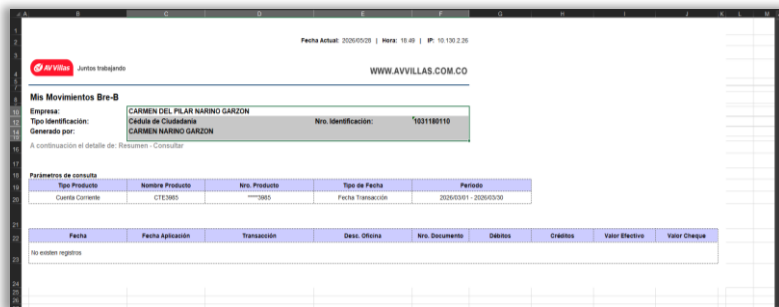 Fecha Actual: 2026/05/28 | Hora: 18:49 | IP: 10.130.2.26
AV Villas Juntos trabajando
WWW.AVVILLAS.COM.CO
Mis Movimientos Bre-B
Empresa: CARMEN DEL PILAR NARINO GARZON
Tipo Identificación: Cédula de Ciudadanía Nro. Identificación: 1031180110
Generado por: CARMEN NARINO GARZON
A continuación el detalle de: Resumen - Consultar
Parámetros de consulta
Tipo Producto Nombre Producto Nro. Producto Tipo de Fecha Período
Cuenta Corriente CTE3985 ****3985 Fecha Transacción 2026/03/01 - 2026/03/30
Fecha Fecha Aplicación Transacción Desc. Oficina Nro. Documento Débitos Créditos Valor Efectivo Valor Cheque
No existen registros